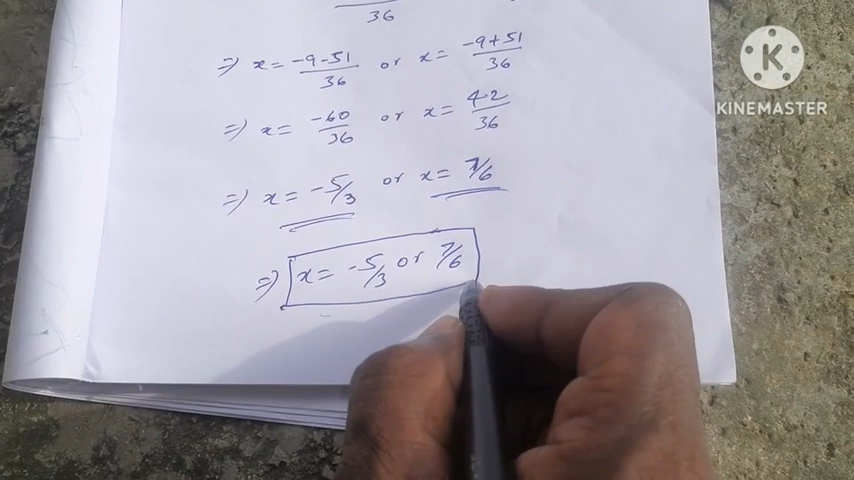 36
⇒ x = -9-51/36 or x = -9+51/36
⇒ x = -60/36 or x = 42/36
⇒ x = -5/3 or x = 7/6
⇒ x = -5/3 or 7/6
K
KINEMASTER